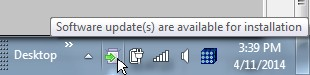 Software update(s) are available for installation
Desktop »
3:39 PM
4/11/2014